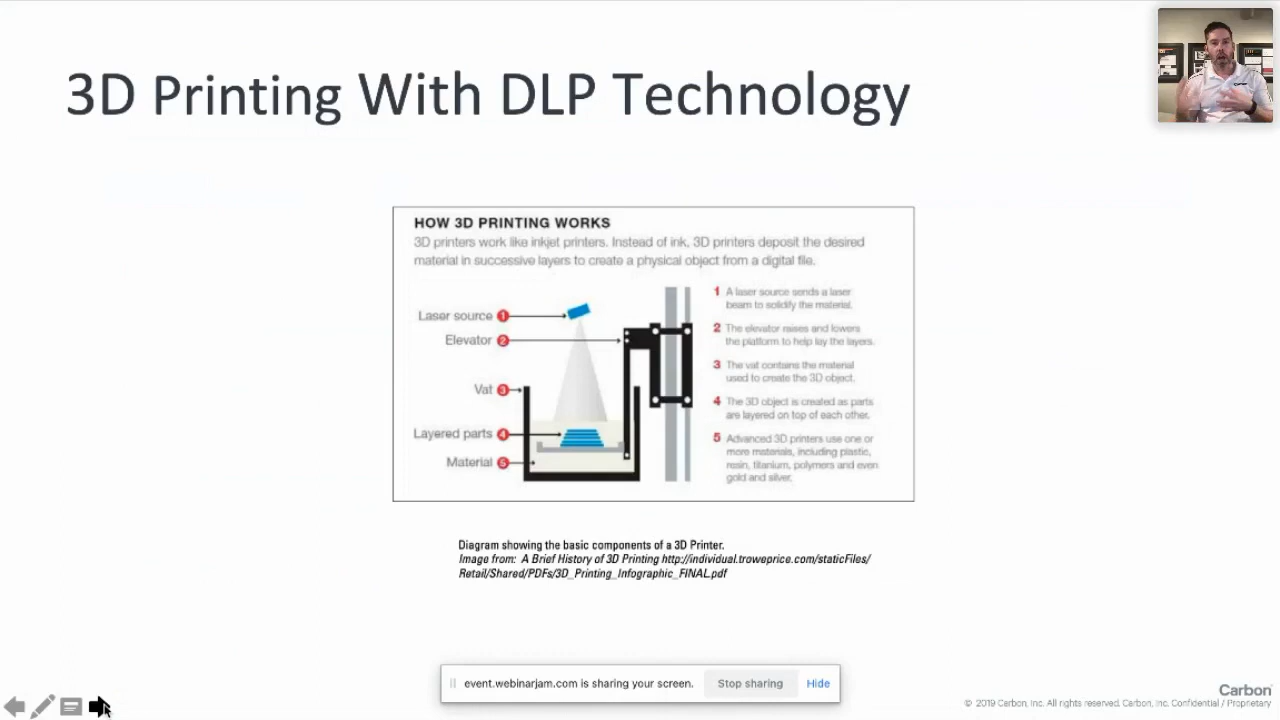 3D Printing With DLP Technology
HOW 3D PRINTING WORKS
3D printers work like inkjet printers. Instead of ink, 3D printers deposit the desired
material in successive layers to create a physical object from a digital file.
Laser source 1
Elevator 2
Vat 3
Layered parts 4
Material 5
1 A laser source sends a laser
beam to solidify the material.
2 The elevator raises and lowers
the platform to help lay the layers.
3 The vat contains the material
used to create the 3D object.
4 The 3D object is created as parts
are layered on top of each other.
5 Advanced 3D printers use one or
more materials, including plastic,
resin, titanium, polymers and even
gold and silver.
Diagram showing the basic components of a 3D Printer.
Image from: A Brief History of 3D Printing http://individual.troweprice.com/staticFiles/
Retail/Shared/PDFs/3D_Printing_Infographic_FINAL.pdf
event.webinarjam.com is sharing your screen.
Stop sharing
Hide
Carbon
© 2019 Carbon, Inc. All rights reserved. Carbon, Inc. Confidential / Proprietary